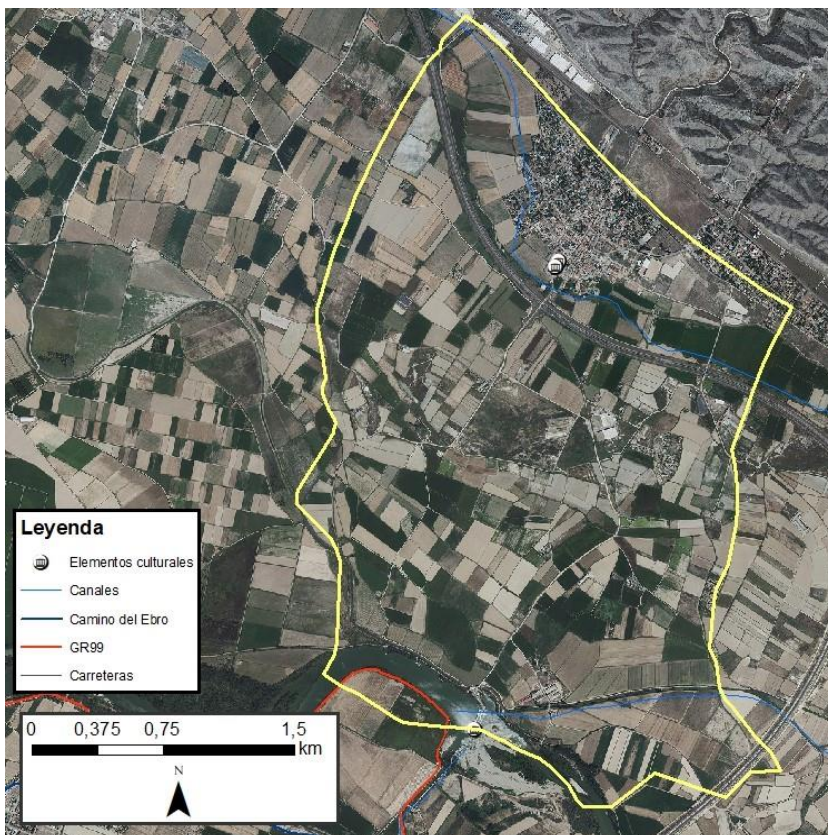 Leyenda
Elementos culturales
Canales
Camino del Ebro
GR99
Carreteras
0 0,375 0,75 1,5
km
N